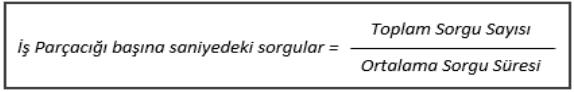 Toplam Sorgu Sayısı
İş Parçacığı başına saniyedeki sorgular =
Ortalama Sorgu Süresi